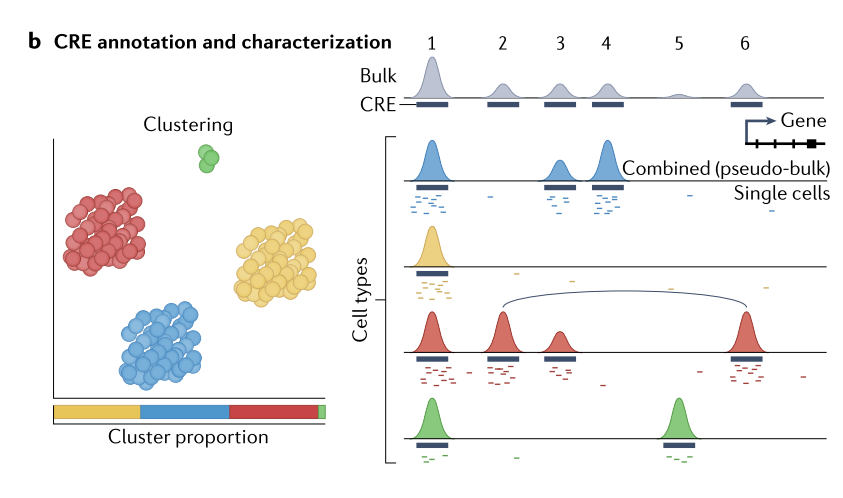 b CRE annotation and characterization
1 2 3 4 5 6
Bulk
CRE
Gene
Clustering
Combined (pseudo-bulk)
Single cells
Cell types
Cluster proportion